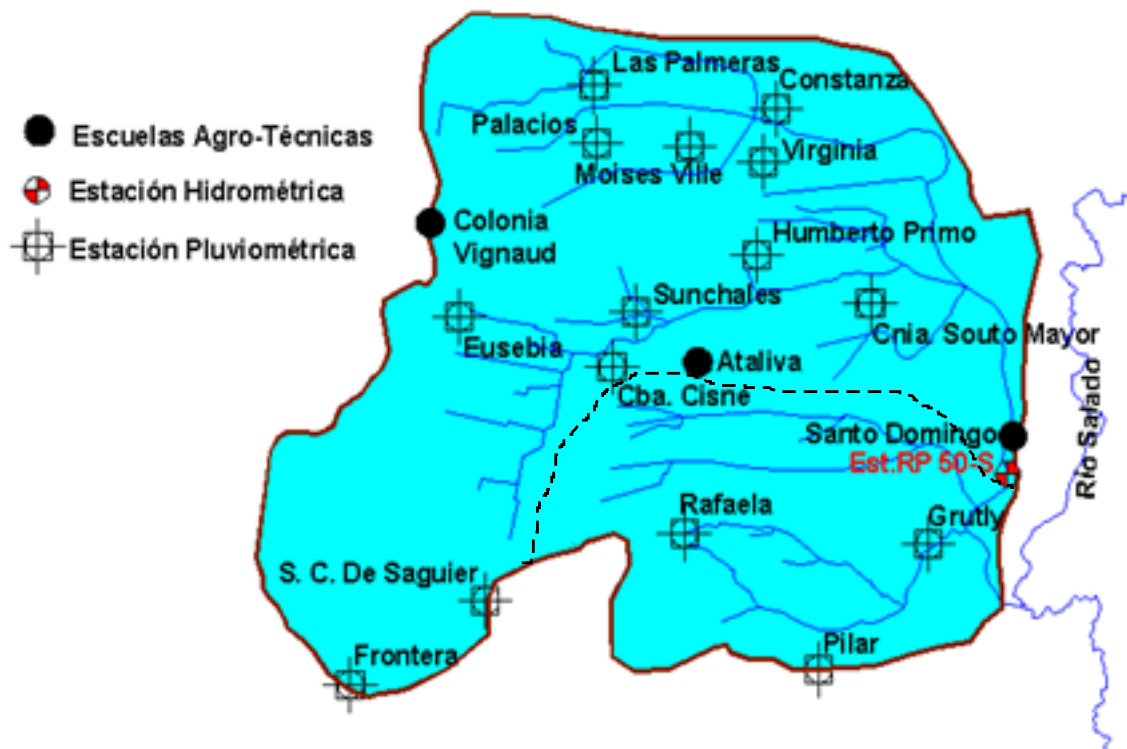 Escuelas Agro-Técnicas
Estación Hidrométrica
Estación Pluviométrica
Las Palmeras
Constanza
Palacios
Moises Ville
Virginia
Colonia
Vignaud
Humberto Primo
Sunchales
Eusebia
Cnia. Souto Mayor
Ataliva
Cba. Cisne
Río Salado
Santo Domingo
Est:RP 50-S
Rafaela
Grutly
S. C. De Saguier
Frontera
Pilar